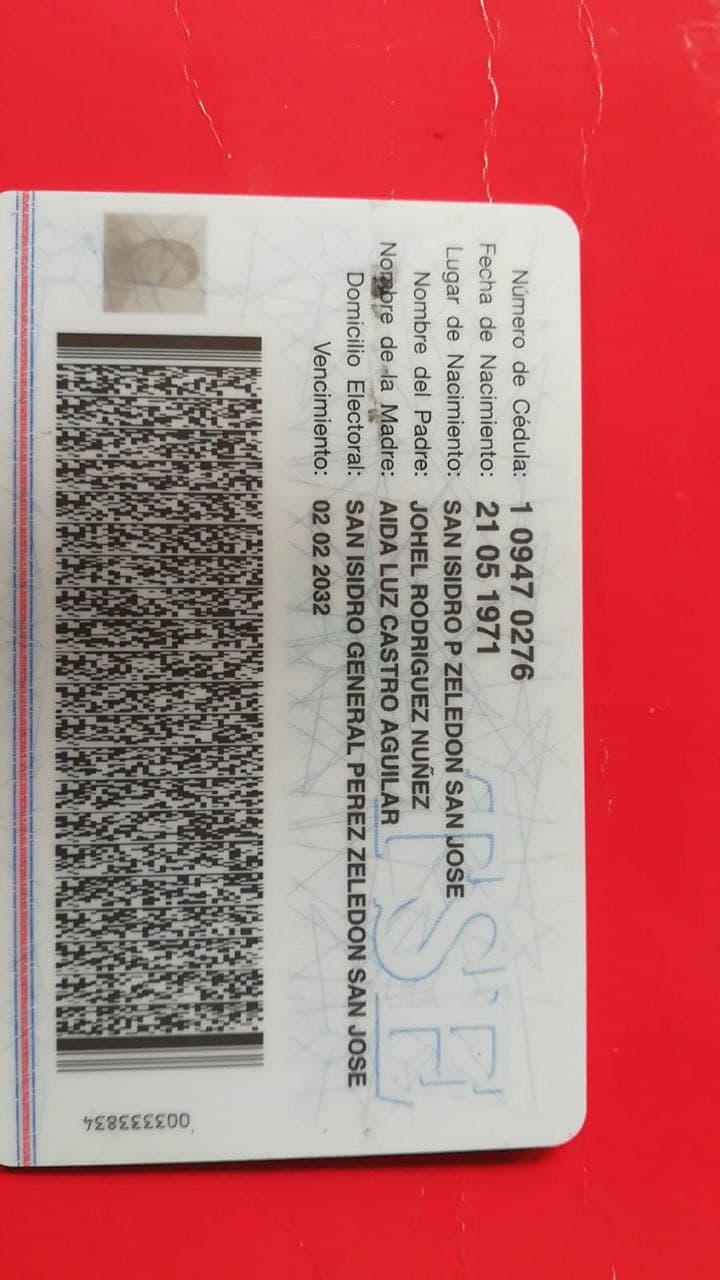 Número de Cédula: 1 0947 0276
Fecha de Nacimiento: 21 05 1971
Lugar de Nacimiento: SAN ISIDRO P ZELEDON SAN JOSE
Nombre del Padre: JOHEL RODRIGUEZ NUÑEZ
Nombre de la Madre: AIDA LUZ CASTRO AGUILAR
Domicilio Electoral: SAN ISIDRO GENERAL PEREZ ZELEDON SAN JOSE
Vencimiento: 02 02 2032
TSE
003333834